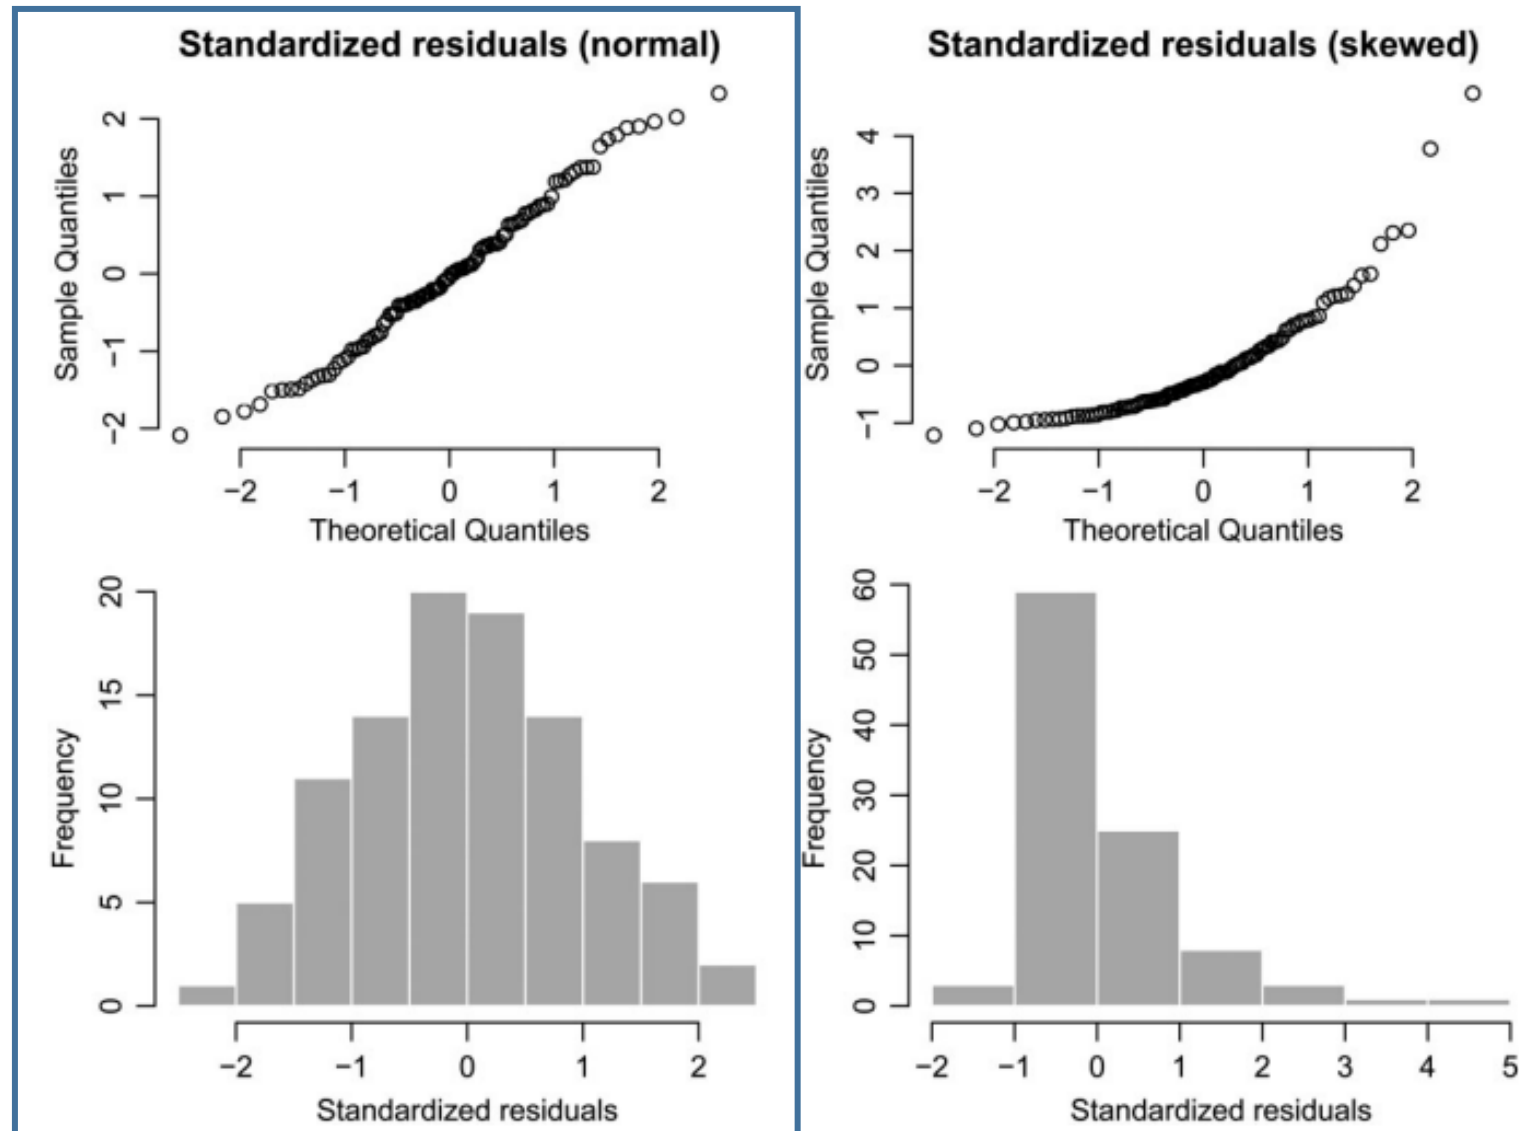 Standardized residuals (normal)
Sample Quantiles
2
1
0
−1
−2
−2 −1 0 1 2
Theoretical Quantiles
Standardized residuals (skewed)
Sample Quantiles
4
3
2
1
0
−1
−2 −1 0 1 2
Theoretical Quantiles
Frequency
20
15
10
5
0
−2 −1 0 1 2
Standardized residuals
Frequency
60
50
40
30
20
10
0
−2 −1 0 1 2 3 4 5
Standardized residuals